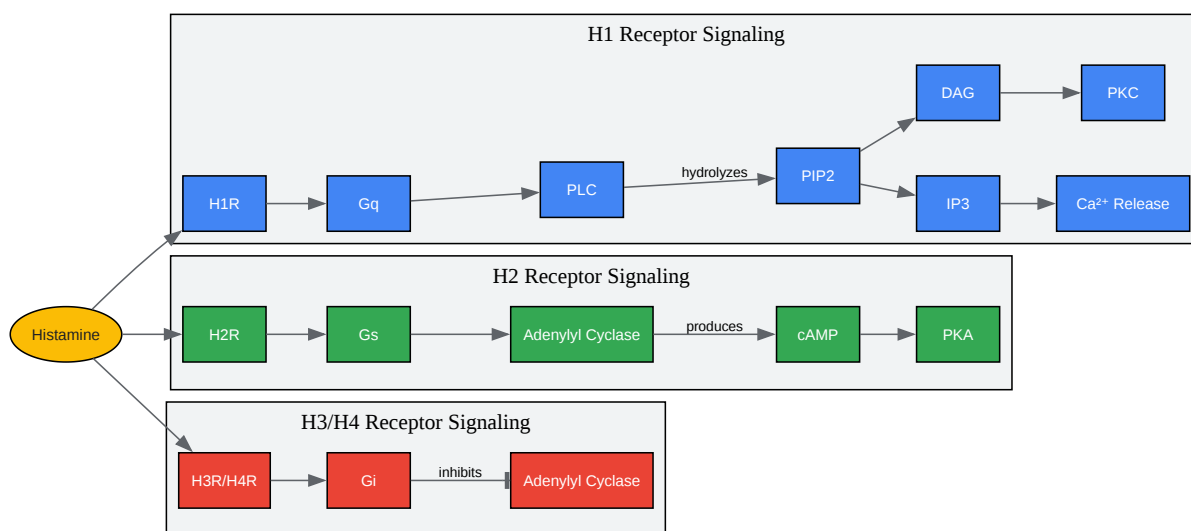 H1 Receptor Signaling
DAG
PKC
H1R
Gq
PLC
hydrolyzes
PIP2
IP3
Ca²⁺ Release
H2 Receptor Signaling
Histamine
H2R
Gs
Adenylyl Cyclase
produces
cAMP
PKA
H3/H4 Receptor Signaling
H3R/H4R
Gi
inhibits
Adenylyl Cyclase